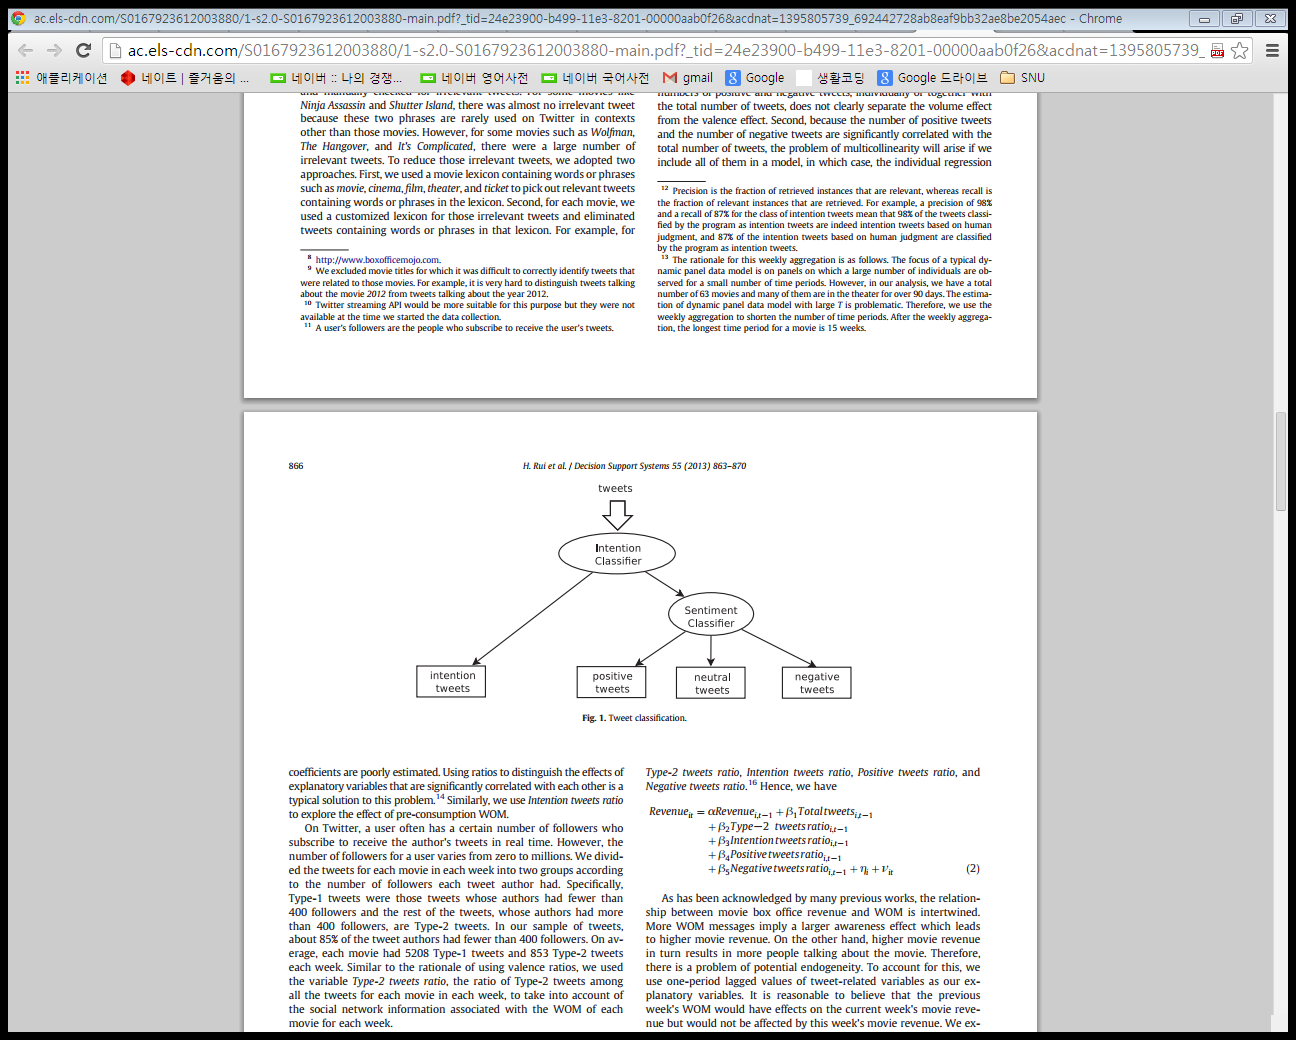 ac.els-cdn.com/S0167923612003880/1-s2.0-S0167923612003880-main.pdf?_tid=24e23900-b499-11e3-8201-00000aab0f26&acdnat=1395805739_692442728ab8eaf9bb32ae8be2054aec - Chrome
ac.els-cdn.com/S0167923612003880/1-s2.0-S0167923612003880-main.pdf?_tid=24e23900-b499-11e3-8201-00000aab0f26&acdnat=1395805739_
애플리케이션 네이트 | 즐거움의 ... 네이버 :: 나의 경쟁... 네이버 영어사전 네이버 국어사전 gmail Google 생활코딩 Google 드라이브 SNU
and manually checked for irrelevant tweets. For some movies like
Ninja Assassin and Shutter Island, there was almost no irrelevant tweet
because these two phrases are rarely used on Twitter in contexts
other than those movies. However, for some movies such as Wolfman,
The Hangover, and It's Complicated, there were a large number of
irrelevant tweets. To reduce those irrelevant tweets, we adopted two
approaches. First, we used a movie lexicon containing words or phrases
such as movie, cinema, film, theater, and ticket to pick out relevant tweets
containing words or phrases in the lexicon. Second, for each movie, we
used a customized lexicon for those irrelevant tweets and eliminated
tweets containing words or phrases in that lexicon. For example, for
8 http://www.boxofficemojo.com.
9 We excluded movie titles for which it was difficult to correctly identify tweets that
were related to those movies. For example, it is very hard to distinguish tweets talking
about the movie 2012 from tweets talking about the year 2012.
10 Twitter streaming API would be more suitable for this purpose but they were not
available at the time we started the data collection.
11 A user's followers are the people who subscribe to receive the user's tweets.
numbers of positive and negative tweets, individually or together with
the total number of tweets, does not clearly separate the volume effect
from the valence effect. Second, because the number of positive tweets
and the number of negative tweets are significantly correlated with the
total number of tweets, the problem of multicollinearity will arise if we
include all of them in a model, in which case, the individual regression
12 Precision is the fraction of retrieved instances that are relevant, whereas recall is
the fraction of relevant instances that are retrieved. For example, a precision of 98%
and a recall of 87% for the class of intention tweets mean that 98% of the tweets classi-
fied by the program as intention tweets are indeed intention tweets based on human
judgment, and 87% of the intention tweets based on human judgment are classified
by the program as intention tweets.
13 The rationale for this weekly aggregation is as follows. The focus of a typical dy-
namic panel data model is on panels on which a large number of individuals are ob-
served for a small number of time periods. However, in our analysis, we have a total
number of 63 movies and many of them are in the theater for over 90 days. The estima-
tion of dynamic panel data model with large T is problematic. Therefore, we use the
weekly aggregation to shorten the number of time periods. After the weekly aggrega-
tion, the longest time period for a movie is 15 weeks.
866
H. Rui et al. / Decision Support Systems 55 (2013) 863–870
tweets
Intention
Classifier
Sentiment
Classifier
intention
tweets
positive
tweets
neutral
tweets
negative
tweets
Fig. 1. Tweet classification.
coefficients are poorly estimated. Using ratios to distinguish the effects of
explanatory variables that are significantly correlated with each other is a
typical solution to this problem.14 Similarly, we use Intention tweets ratio
to explore the effect of pre-consumption WOM.
On Twitter, a user often has a certain number of followers who
subscribe to receive the author's tweets in real time. However, the
number of followers for a user varies from zero to millions. We divid-
ed the tweets for each movie in each week into two groups according
to the number of followers each tweet author had. Specifically,
Type-1 tweets were those tweets whose authors had fewer than
400 followers and the rest of the tweets, whose authors had more
than 400 followers, are Type-2 tweets. In our sample of tweets,
about 85% of the tweet authors had fewer than 400 followers. On av-
erage, each movie had 5208 Type-1 tweets and 853 Type-2 tweets
each week. Similar to the rationale of using valence ratios, we used
the variable Type-2 tweets ratio, the ratio of Type-2 tweets among
all the tweets for each movie in each week, to take into account of
the social network information associated with the WOM of each
movie for each week.
Type-2 tweets ratio, Intention tweets ratio, Positive tweets ratio, and
Negative tweets ratio.16 Hence, we have
Revenue_it = αRevenue_i,t−1 + β1Totaltweets_i,t−1
+ β2Type−2 tweets ratio_i,t−1
+ β3Intention tweets ratio_i,t−1
+ β4Positive tweets ratio_i,t−1
+ β5Negative tweets ratio_i,t−1 + η_i + ν_it (2)
As has been acknowledged by many previous works, the relation-
ship between movie box office revenue and WOM is intertwined.
More WOM messages imply a larger awareness effect which leads
to higher movie revenue. On the other hand, higher movie revenue
in turn results in more people talking about the movie. Therefore,
there is a problem of potential endogeneity. To account for this, we
use one-period lagged values of tweet-related variables as our ex-
planatory variables. It is reasonable to believe that the previous
week's WOM would have effects on the current week's movie reve-
nue but would not be affected by this week's movie revenue. We ex-